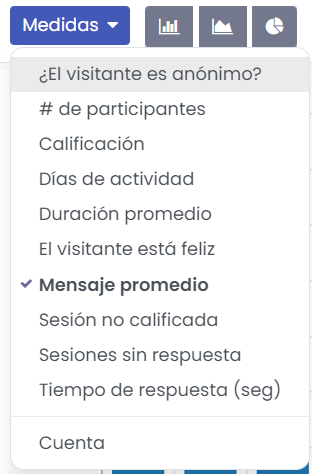 Medidas
¿El visitante es anónimo?
# de participantes
Calificación
Días de actividad
Duración promedio
El visitante está feliz
Mensaje promedio
Sesión no calificada
Sesiones sin respuesta
Tiempo de respuesta (seg)
Cuenta